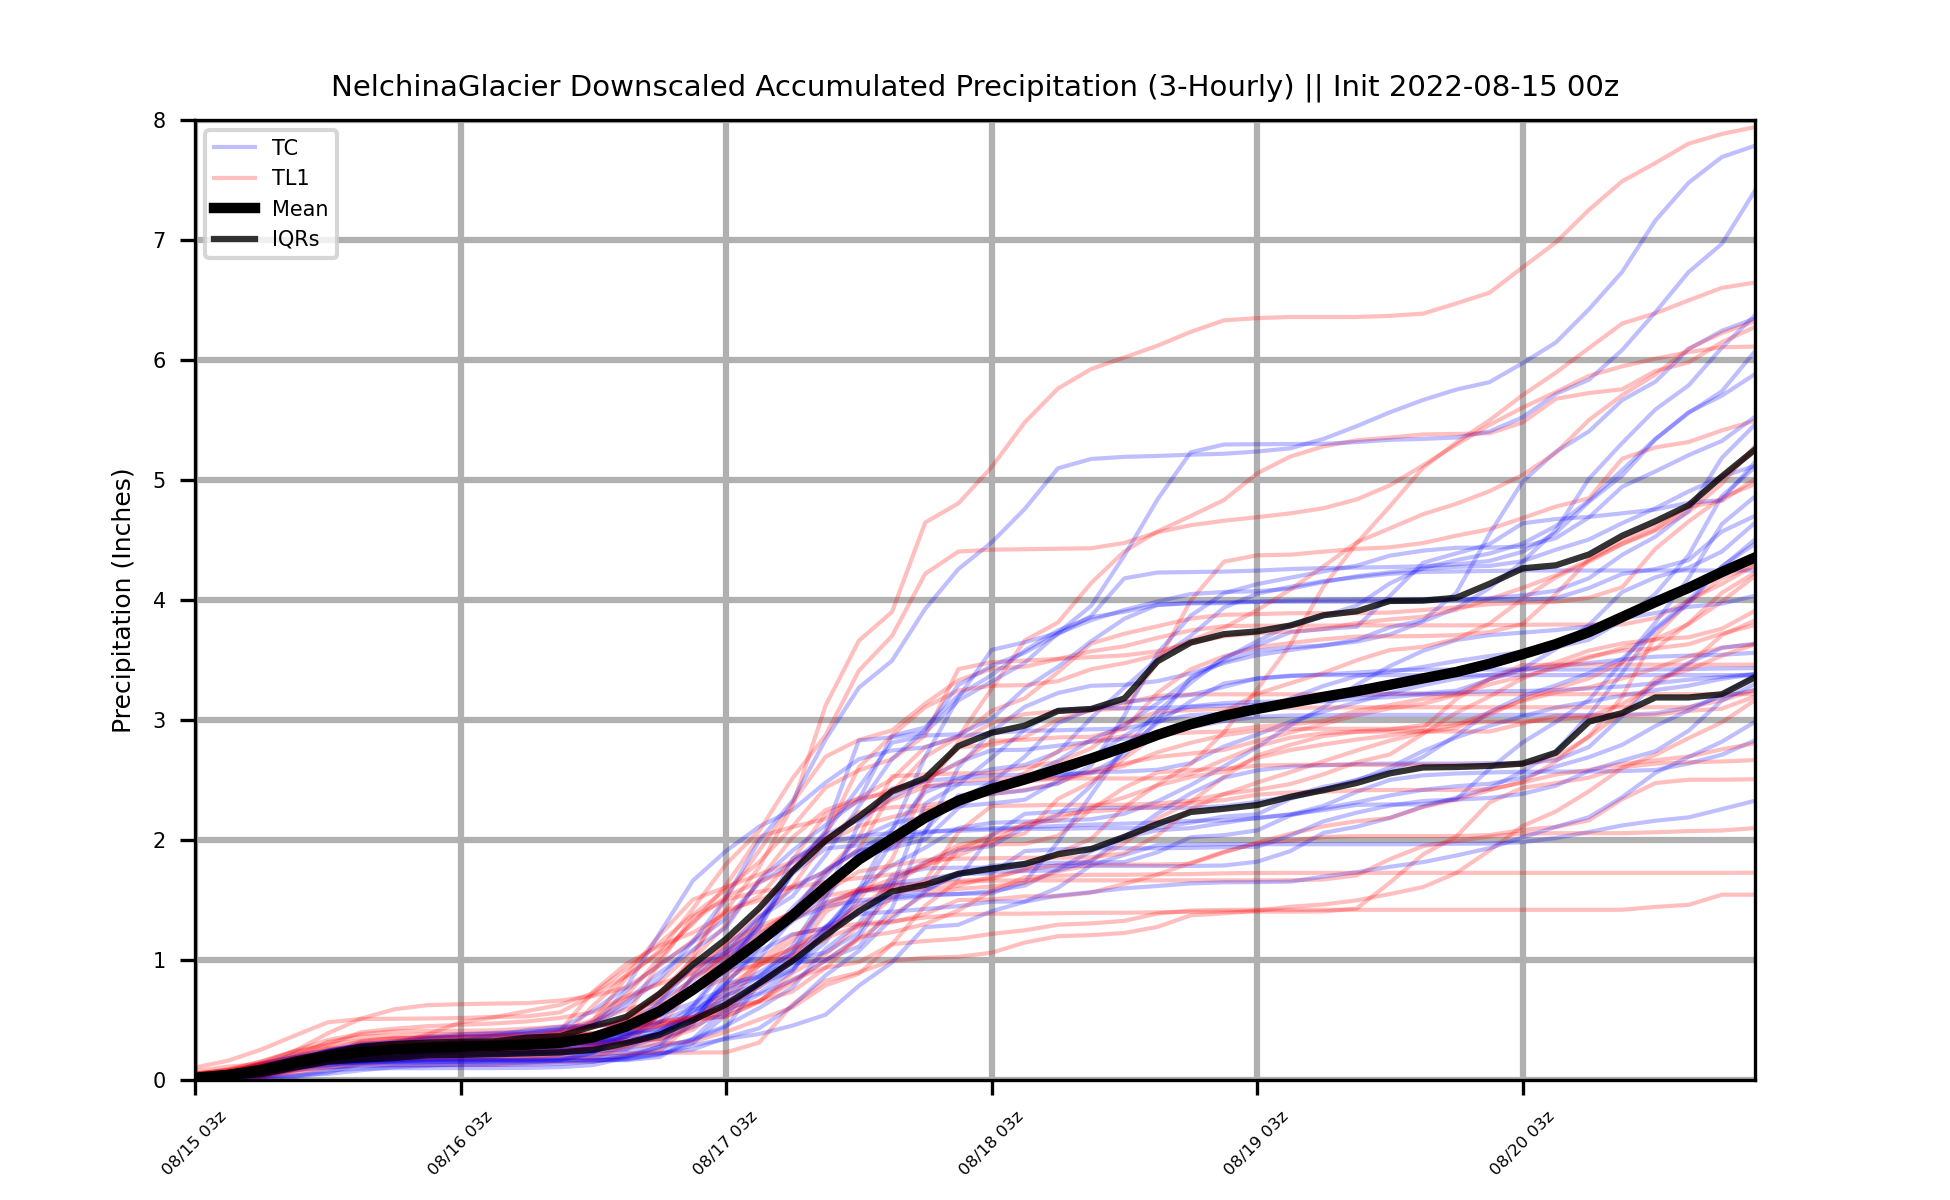 NelchinaGlacier Downscaled Accumulated Precipitation (3-Hourly) || Init 2022-08-15 00z
TC
TL1
Mean
IQRs
Precipitation (Inches)
8
7
6
5
4
3
2
1
0
08/15 03z
08/16 03z
08/17 03z
08/18 03z
08/19 03z
08/20 03z